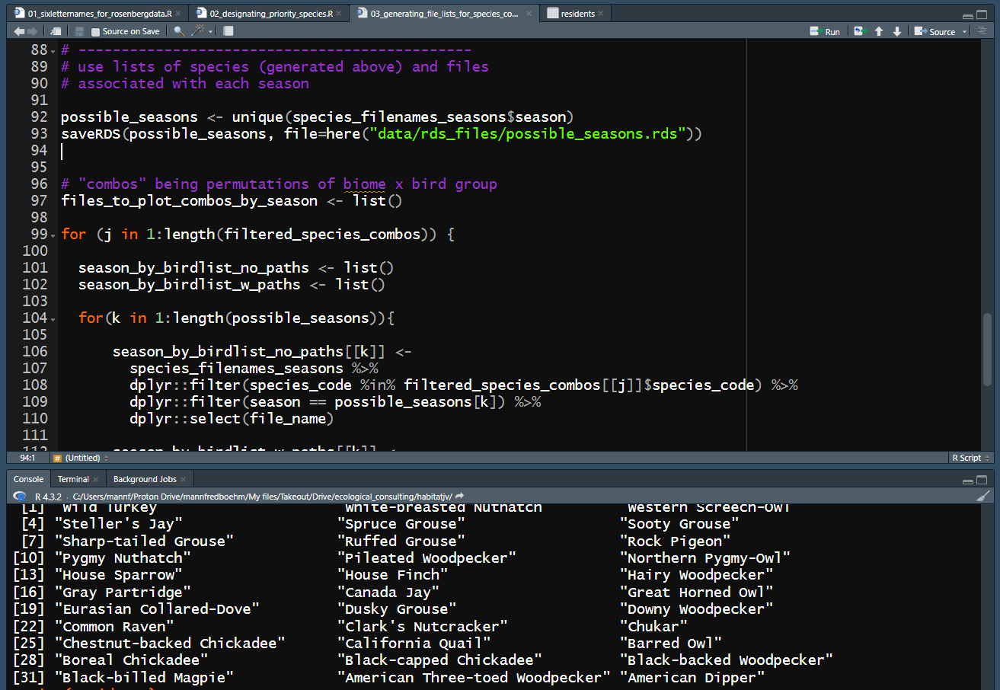 01_sixletternames_for_rosenbergdata.R
02_designating_priority_species.R
03_generating_file_lists_for_species_co...
residents
Source on Save
Run
Source
88 # ----------------------------------------------
89 # use lists of species (generated above) and files
90 # associated with each season
91
92 possible_seasons <- unique(species_filenames_seasons$season)
93 saveRDS(possible_seasons, file=here("data/rds_files/possible_seasons.rds"))
94
95
96 # "combos" being permutations of biome x bird group
97 files_to_plot_combos_by_season <- list()
98
99 for (j in 1:length(filtered_species_combos)) {
100
101 season_by_birdlist_no_paths <- list()
102 season_by_birdlist_w_paths <- list()
103
104 for(k in 1:length(possible_seasons)){
105
106 season_by_birdlist_no_paths[[k]] <-
107 species_filenames_seasons %>%
108 dplyr::filter(species_code %in% filtered_species_combos[[j]]$species_code) %>%
109 dplyr::filter(season == possible_seasons[k]) %>%
110 dplyr::select(file_name)
111
94:1 # (Untitled) R Script
Console Terminal Background Jobs
R 4.3.2 · C:/Users/mannf/Proton Drive/mannfredboehm/My files/Takeout/Drive/ecological_consulting/habitatjv/
[1] "Wild Turkey" "White-breasted Nuthatch" "Western Screech-Owl"
[4] "Steller's Jay" "Spruce Grouse" "Sooty Grouse"
[7] "Sharp-tailed Grouse" "Ruffed Grouse" "Rock Pigeon"
[10] "Pygmy Nuthatch" "Pileated Woodpecker" "Northern Pygmy-Owl"
[13] "House Sparrow" "House Finch" "Hairy Woodpecker"
[16] "Gray Partridge" "Canada Jay" "Great Horned Owl"
[19] "Eurasian Collared-Dove" "Dusky Grouse" "Downy Woodpecker"
[22] "Common Raven" "Clark's Nutcracker" "Chukar"
[25] "Chestnut-backed Chickadee" "California Quail" "Barred Owl"
[28] "Boreal Chickadee" "Black-capped Chickadee" "Black-backed Woodpecker"
[31] "Black-billed Magpie" "American Three-toed Woodpecker" "American Dipper"